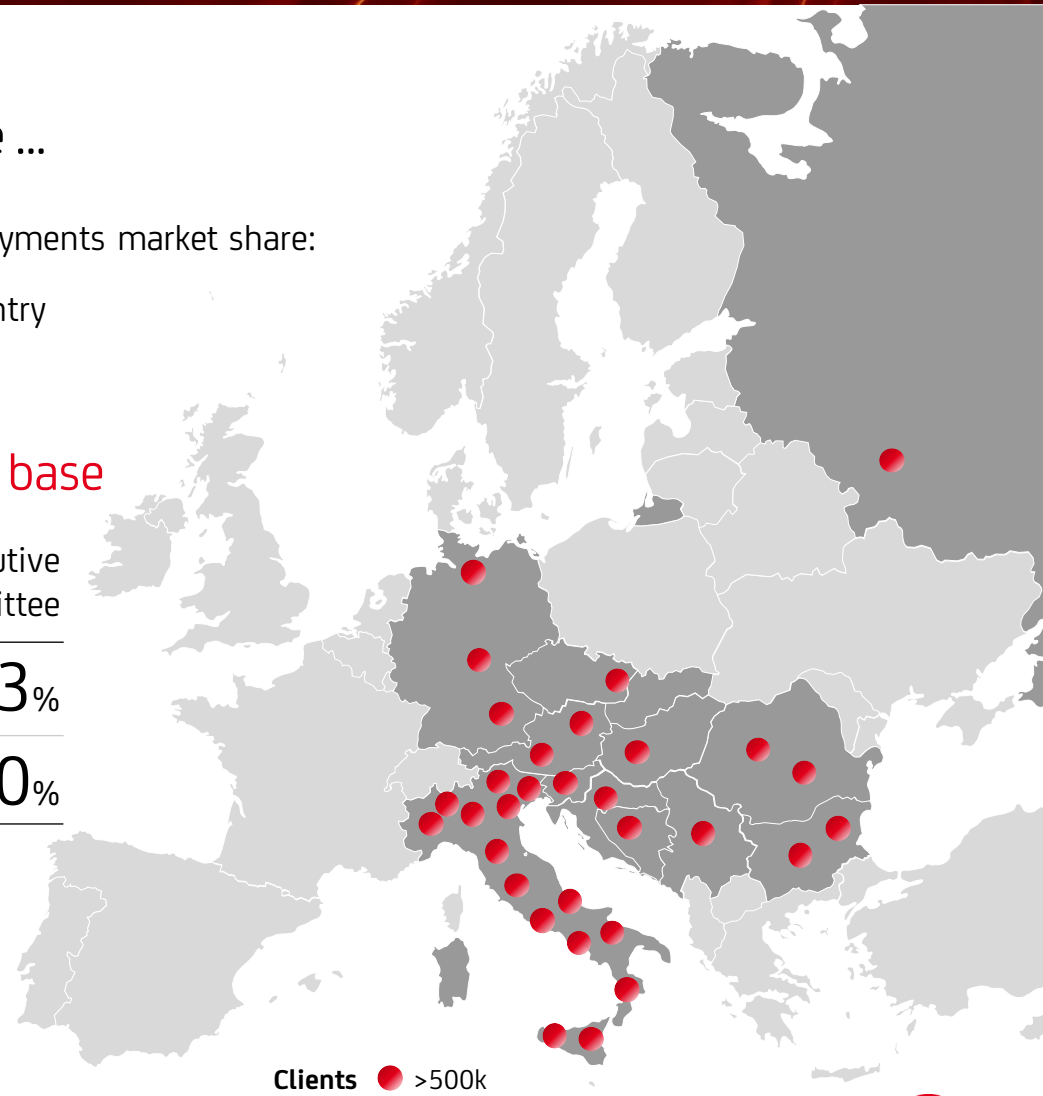 ...
yments market share:
ntry
base
utive
ittee
3%
0%
Clients >500k